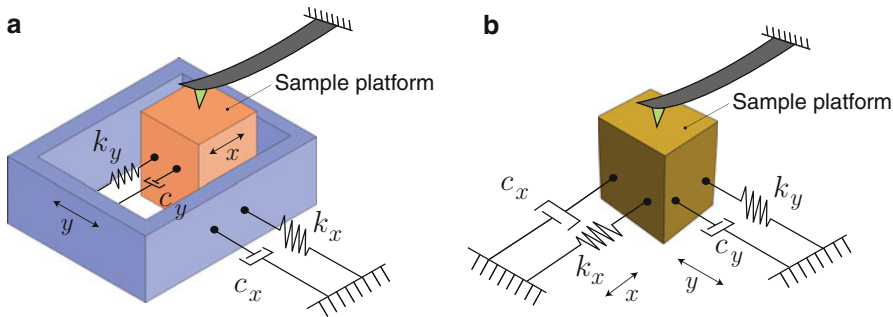 a
Sample platform
k_y
x
c_y
y
k_x
c_x
b
Sample platform
c_x
k_y
k_x
c_y
x
y